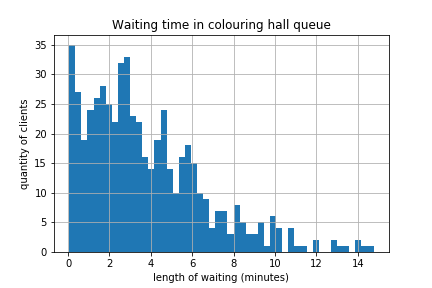 Waiting time in colouring hall queue
quantity of clients
35
30
25
20
15
10
5
0
0 2 4 6 8 10 12 14
length of waiting (minutes)